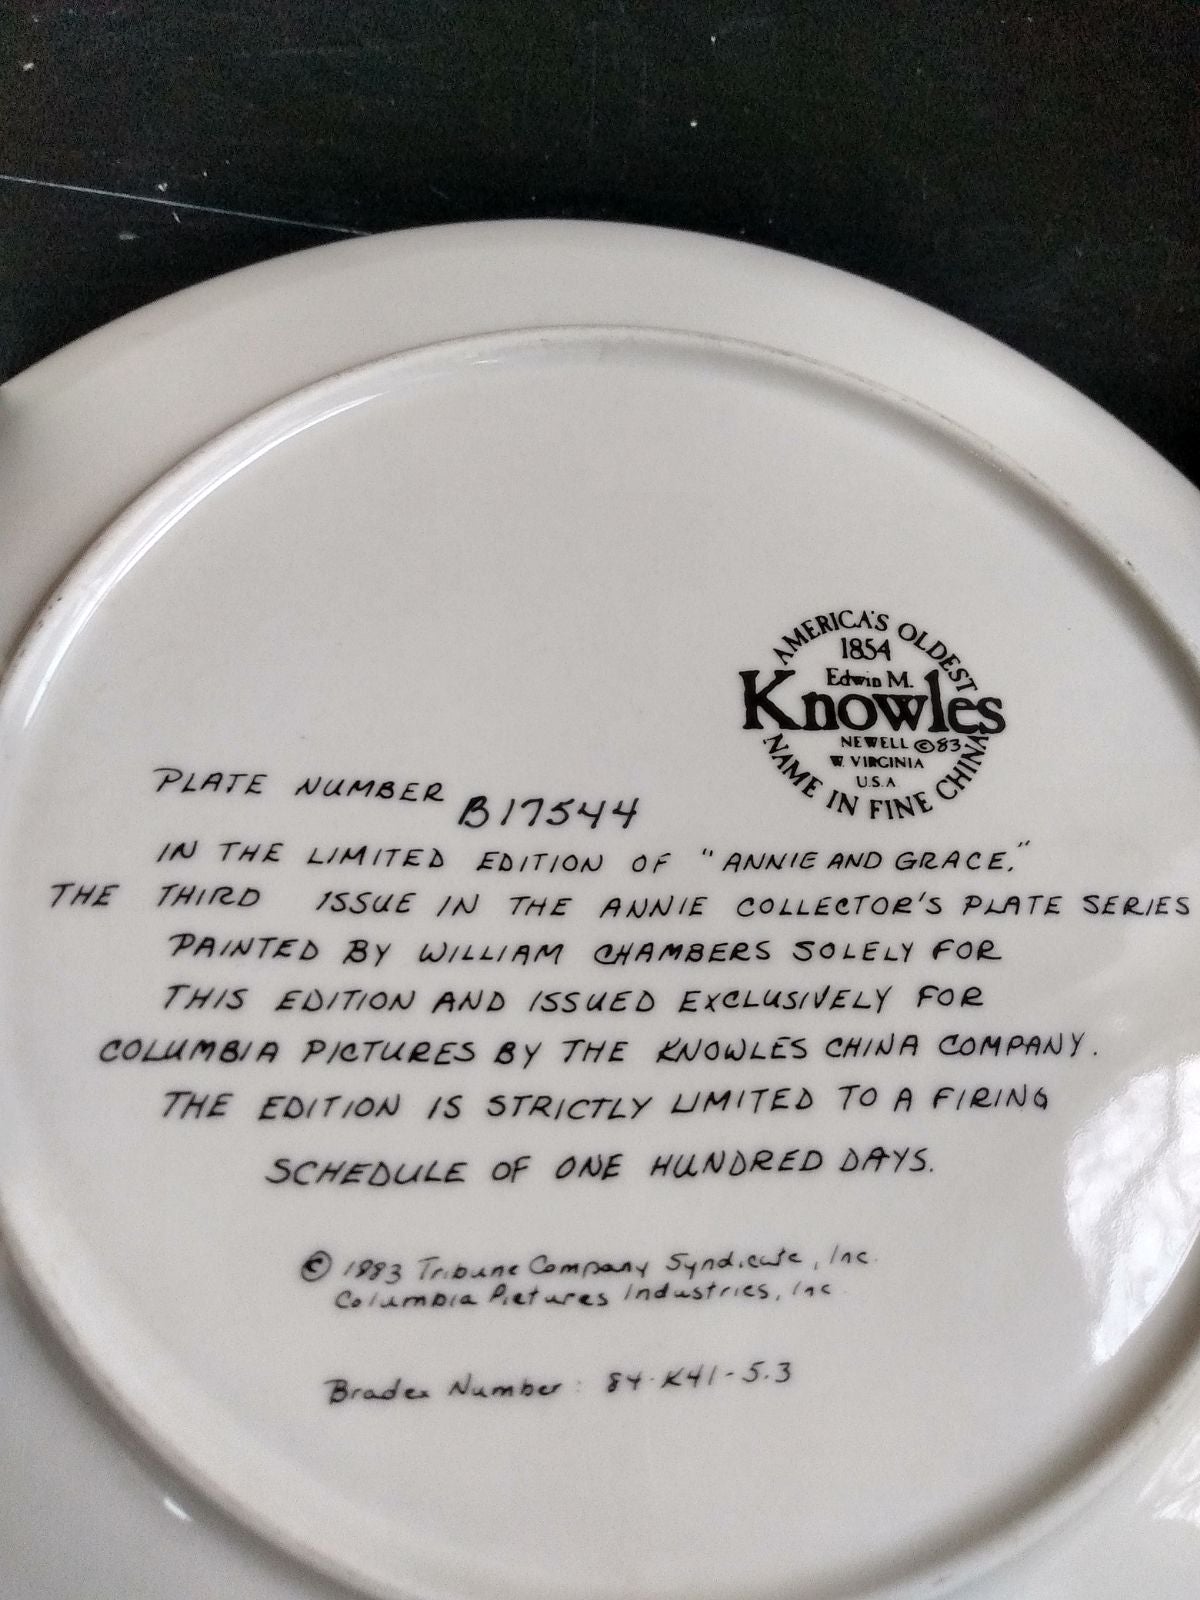 AMERICA'S OLDEST
1854
Edwin M.
Knowles
NEWELL ©83
W. VIRGINIA
U.S.A
NAME IN FINE CHINA
PLATE NUMBER B17544
IN THE LIMITED EDITION OF "ANNIE AND GRACE."
THE THIRD ISSUE IN THE ANNIE COLLECTOR'S PLATE SERIES
PAINTED BY WILLIAM CHAMBERS SOLELY FOR
THIS EDITION AND ISSUED EXCLUSIVELY FOR
COLUMBIA PICTURES BY THE KNOWLES CHINA COMPANY.
THE EDITION IS STRICTLY LIMITED TO A FIRING
SCHEDULE OF ONE HUNDRED DAYS.
© 1983 Tribune Company Syndicate, Inc.
Columbia Pictures Industries, Inc
Bradex Number: 84-K41-5.3